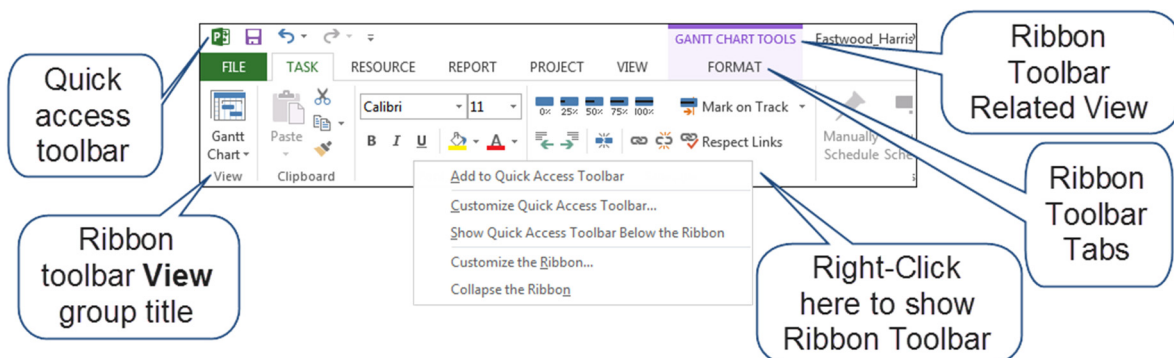 GANTT CHART TOOLS Eastwood_Harris
FILE TASK RESOURCE REPORT PROJECT VIEW FORMAT
Calibri 11 0% 25% 50% 75% 100% Mark on Track
Gantt Chart Paste B I U A Respect Links Manually Schedule Sche
View Clipboard
Add to Quick Access Toolbar
Customize Quick Access Toolbar...
Show Quick Access Toolbar Below the Ribbon
Customize the Ribbon...
Collapse the Ribbon
Quick
access
toolbar
Ribbon
toolbar View
group title
Ribbon
Toolbar
Related View
Ribbon
Toolbar
Tabs
Right-Click
here to show
Ribbon Toolbar